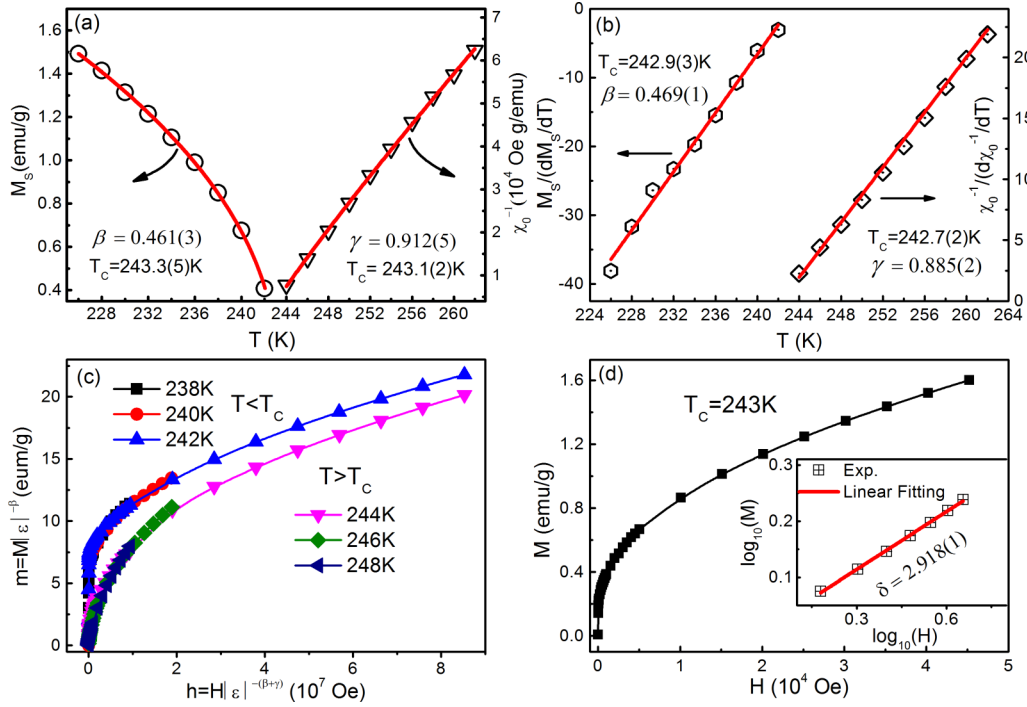 (a)
M_S(emu/g)
1.6
1.4
1.2
1.0
0.8
0.6
0.4
β = 0.461(3)
T_C=243.3(5)K
γ = 0.912(5)
T_C= 243.1(2)K
7
6
5
4
3
2
1
χ_0^{-1} (10^4 Oe g/emu)
228 232 236 240 244 248 252 256 260
T (K)
(b)
M_S/(dM_S/dT)
0
-10
-20
-30
-40
T_C=242.9(3)K
β = 0.469(1)
T_C=242.7(2)K
γ = 0.885(2)
20
15
10
5
0
χ_0^{-1}/(dχ_0^{-1}/dT)
224 228 232 236 240 244 248 252 256 260 264
T (K)
(c)
m=M|ε|^{-β} (eum/g)
20
15
10
5
0
238K
240K
242K
T<T_C
T>T_C
244K
246K
248K
0 2 4 6 8
h=H|ε|^{-(β+γ)} (10^7 Oe)
(d)
M (emu/g)
1.6
1.2
0.8
0.4
0.0
T_C=243K
0.3
0.2
0.1
log_{10}(M)
Exp.
Linear Fitting
δ = 2.918(1)
0.3 0.6
log_{10}(H)
0 1 2 3 4 5
H (10^4 Oe)